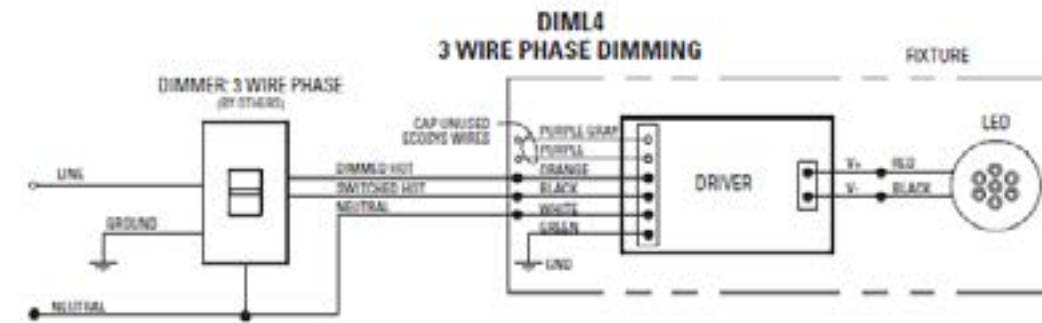 DIML4
3 WIRE PHASE DIMMING
FIXTURE
DIMMER: 3 WIRE PHASE
(BY OTHERS)
CAP UNUSED
ECOSYS WIRES
PURPLE GRAY
PURPLE
LED
LINE
DIMMED HOT
ORANGE
SWITCHED HOT
BLACK
NEUTRAL
WHITE
GREEN
DRIVER
V+
RED
V-
BLACK
GROUND
GND
NEUTRAL